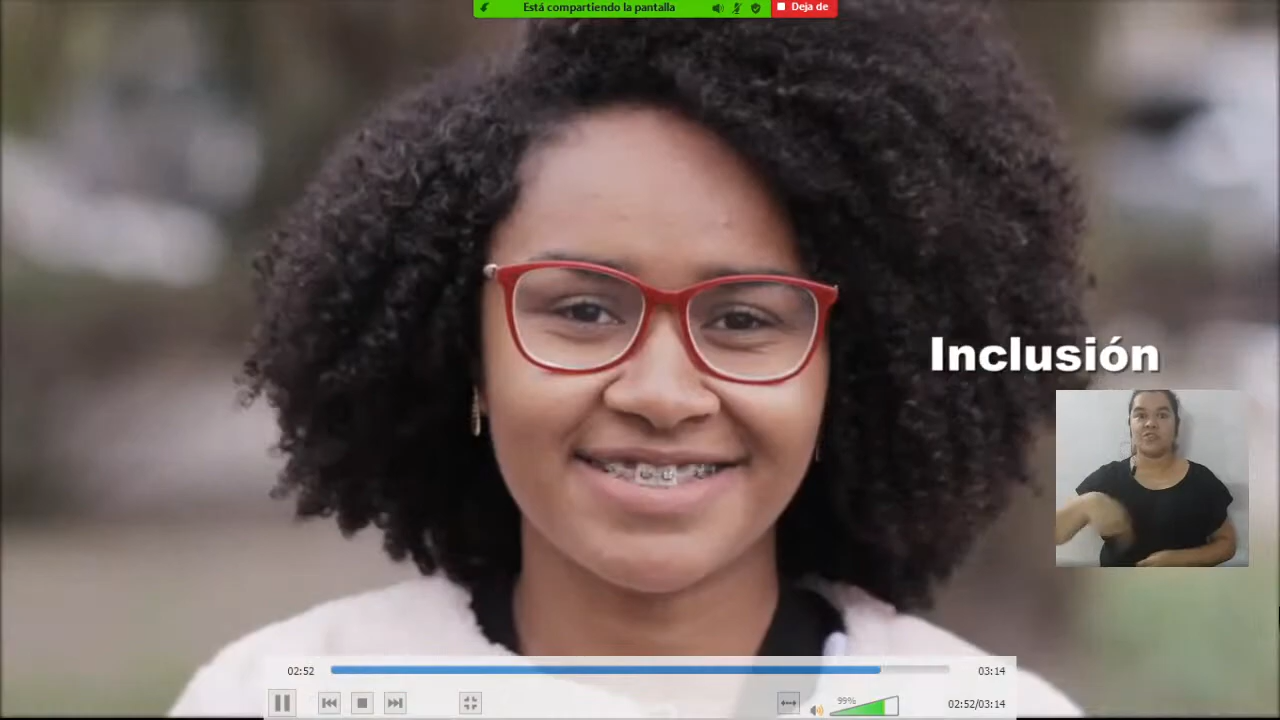 Está compartiendo la pantalla
Deja de
Inclusión
02:52
03:14
99%
02:52/03:14